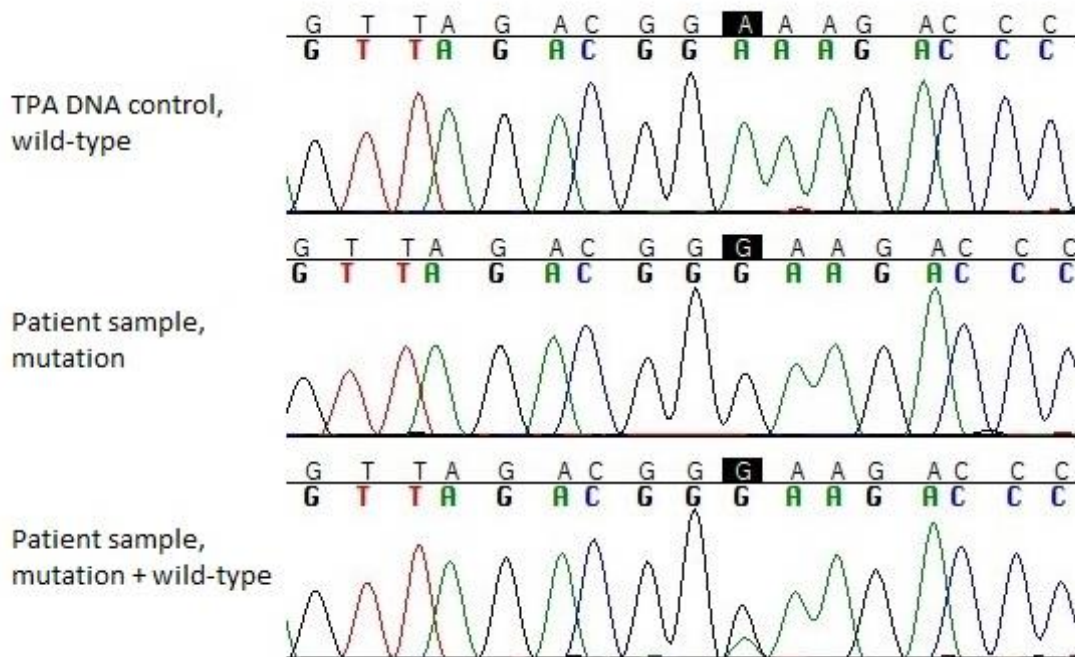 G T T A G A C G G A A A G A C C C
G T T A G A C G G A A A G A C C C
TPA DNA control,
wild-type
G T T A G A C G G G A A G A C C C
G T T A G A C G G G A A G A C C C
Patient sample,
mutation
G T T A G A C G G G A A G A C C C
G T T A G A C G G G A A G A C C C
Patient sample,
mutation + wild-type